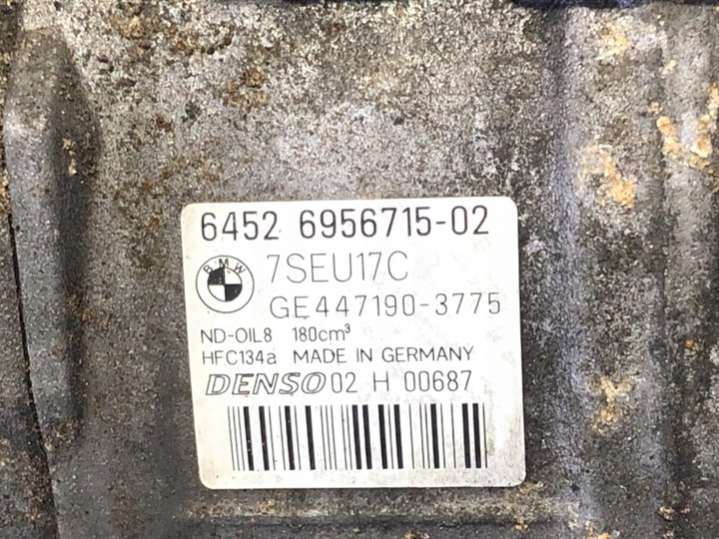 6452 6956715-02
BMW
7SEU17C
GE447190-3775
ND-OIL8 180cm³
HFC134a MADE IN GERMANY
DENSO 02 H 00687